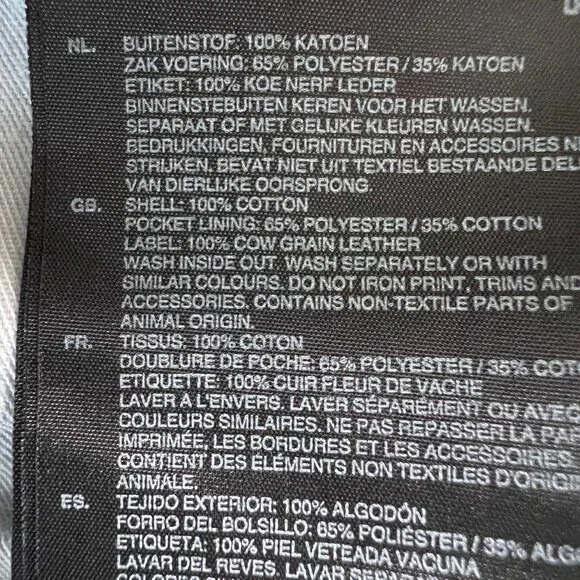 NL. BUITENSTOF: 100% KATOEN
ZAK VOERING: 65% POLYESTER / 35% KATOEN
ETIKET: 100% KOE NERF LEDER
BINNENSTEBUITEN KEREN VOOR HET WASSEN.
SEPARAAT OF MET GELIJKE KLEUREN WASSEN.
BEDRUKKINGEN, FOURNITUREN EN ACCESSOIRES
STRIJKEN. BEVAT NIET UIT TEXTIEL BESTAANDE DEL
VAN DIERLIJKE OORSPRONG.
GB. SHELL: 100% COTTON
POCKET LINING: 65% POLYESTER / 35% COTTON
LABEL: 100% COW GRAIN LEATHER
WASH INSIDE OUT. WASH SEPARATELY OR WITH
SIMILAR COLOURS. DO NOT IRON PRINT, TRIMS AND
ACCESSORIES. CONTAINS NON-TEXTILE PARTS OF
ANIMAL ORIGIN.
FR. TISSUS: 100% COTON
DOUBLURE DE POCHE: 65% POLYESTER / 35% COT
ETIQUETTE: 100% CUIR FLEUR DE VACHE
LAVER A L'ENVERS. LAVER SÉPARÉMENT OU AVEC
COULEURS SIMILAIRES. NE PAS REPASSER LA PAR
IMPRIMÉE, LES BORDURES ET LES ACCESSOIRES.
CONTIENT DES ÉLÉMENTS NON TEXTILES D'ORIGI
ANIMALE.
ES. TEJIDO EXTERIOR: 100% ALGODÓN
FORRO DEL BOLSILLO: 65% POLIÉSTER / 35% ALG
ETIQUETA: 100% PIEL VETEADA VACUNA
LAVAR DEL REVES. LAVAR